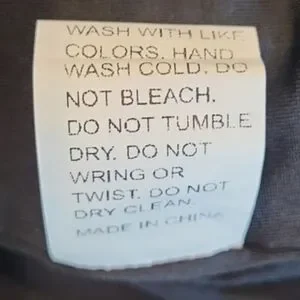 WASH WITH LIKE
COLORS. HAND
WASH COLD. DO
NOT BLEACH.
DO NOT TUMBLE
DRY. DO NOT
WRING OR
TWIST. DO NOT
DRY CLEAN.
MADE IN CHINA